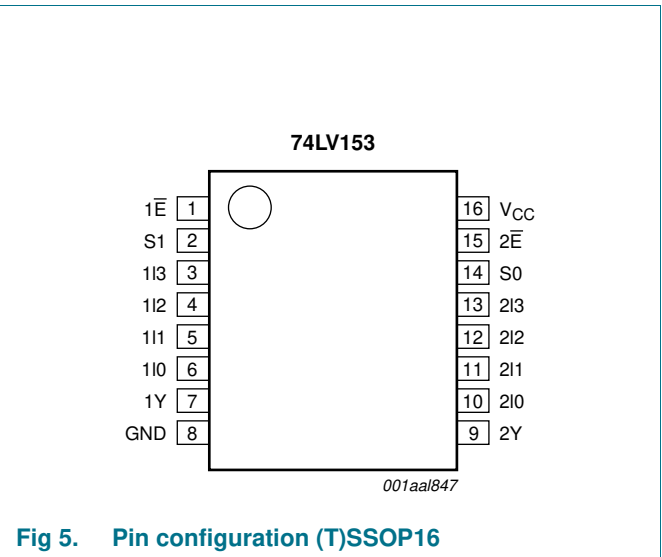 74LV153
1E̅ 1 16 VCC
S1 2 15 2E̅
1I3 3 14 S0
1I2 4 13 2I3
1I1 5 12 2I2
1I0 6 11 2I1
1Y 7 10 2I0
GND 8 9 2Y
001aal847
Fig 5. Pin configuration (T)SSOP16